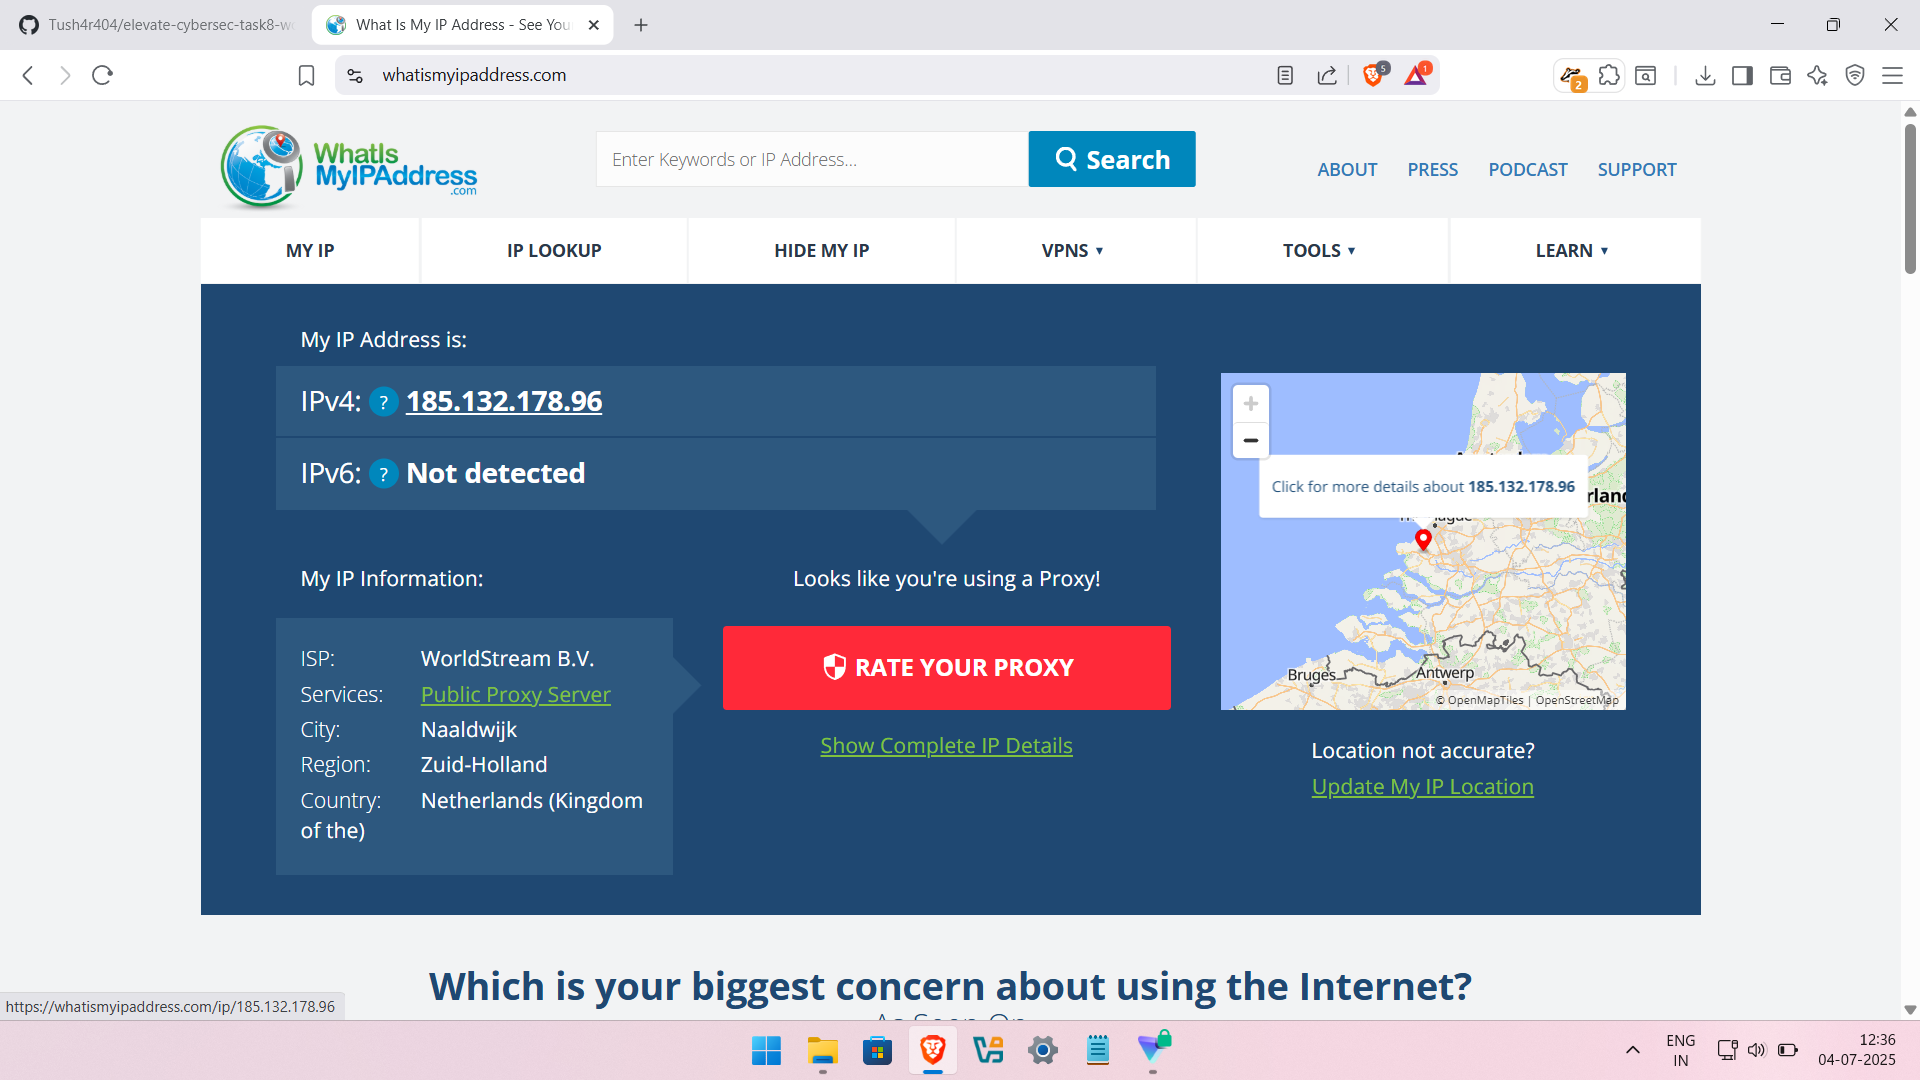 Tush4r404/elevate-cybersec-task8-w
What Is My IP Address - See You
whatismyipaddress.com
5
1
2
WhatIs
MyIPAddress
.com
Enter Keywords or IP Address...
Search
ABOUT
PRESS
PODCAST
SUPPORT
MY IP
IP LOOKUP
HIDE MY IP
VPNS ▾
TOOLS ▾
LEARN ▾
My IP Address is:
IPv4: ? 185.132.178.96
IPv6: ? Not detected
My IP Information:
ISP: WorldStream B.V.
Services: Public Proxy Server
City: Naaldwijk
Region: Zuid-Holland
Country: Netherlands (Kingdom
of the)
Looks like you're using a Proxy!
RATE YOUR PROXY
Show Complete IP Details
+
−
Click for more details about 185.132.178.96
Bruges
Antwerp
© OpenMapTiles | OpenStreetMap
Location not accurate?
Update My IP Location
Which is your biggest concern about using the Internet?
As Seen On
https://whatismyipaddress.com/ip/185.132.178.96
ENG
IN
12:36
04-07-2025